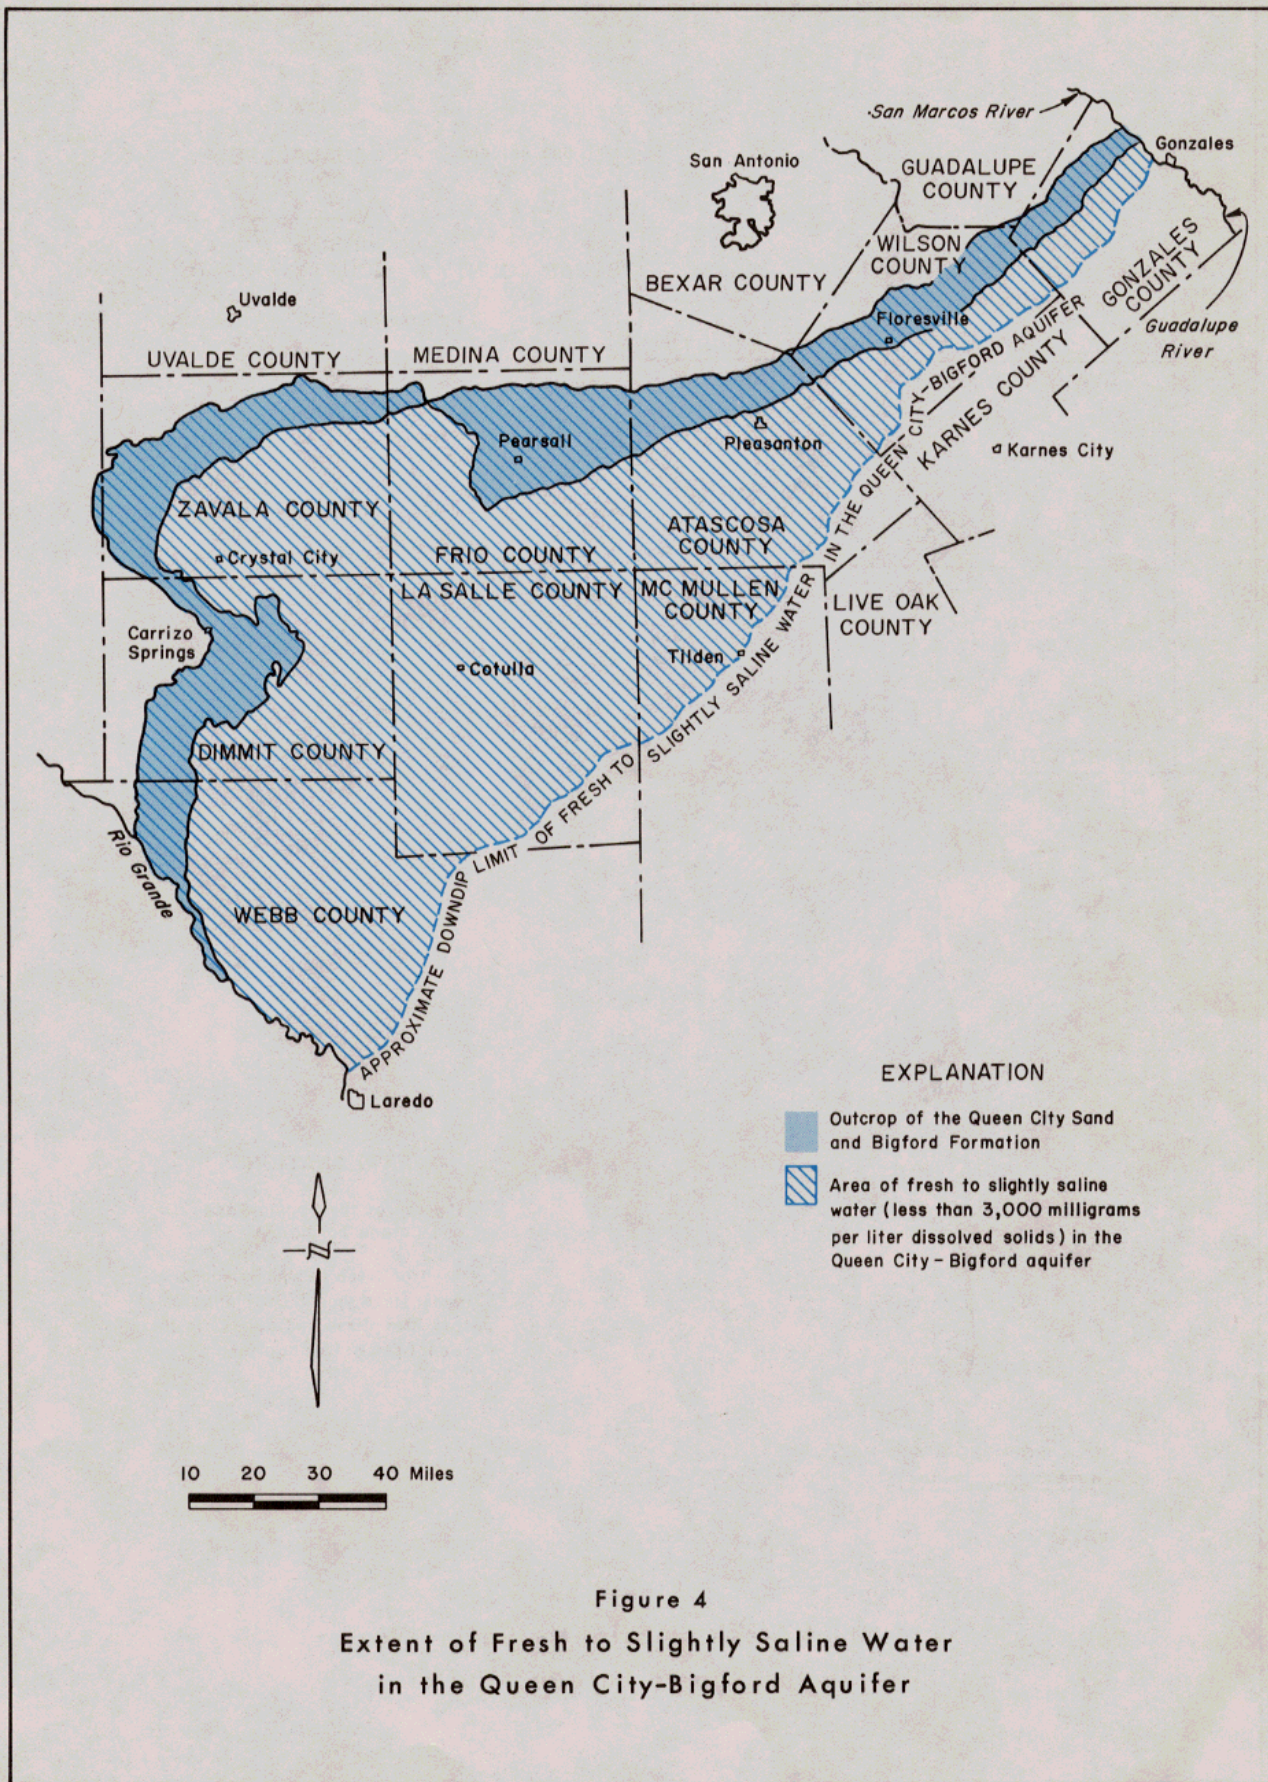 San Marcos River
Gonzales
San Antonio
GUADALUPE
COUNTY
WILSON
COUNTY
BEXAR COUNTY
GONZALES
COUNTY
Uvalde
Floresville
Guadalupe
River
UVALDE COUNTY
MEDINA COUNTY
KARNES COUNTY
Pearsall
Pleasanton
Karnes City
ZAVALA COUNTY
Crystal City
FRIO COUNTY
ATASCOSA
COUNTY
LA SALLE COUNTY
MC MULLEN
COUNTY
LIVE OAK
COUNTY
Carrizo
Springs
Cotulla
Tilden
DIMMIT COUNTY
Rio Grande
WEBB COUNTY
APPROXIMATE DOWNDIP LIMIT OF FRESH TO SLIGHTLY SALINE WATER IN THE QUEEN CITY-BIGFORD AQUIFER
Laredo
EXPLANATION
Outcrop of the Queen City Sand
and Bigford Formation
Area of fresh to slightly saline
water (less than 3,000 milligrams
per liter dissolved solids) in the
Queen City - Bigford aquifer
N
10 20 30 40 Miles
Figure 4
Extent of Fresh to Slightly Saline Water
in the Queen City-Bigford Aquifer